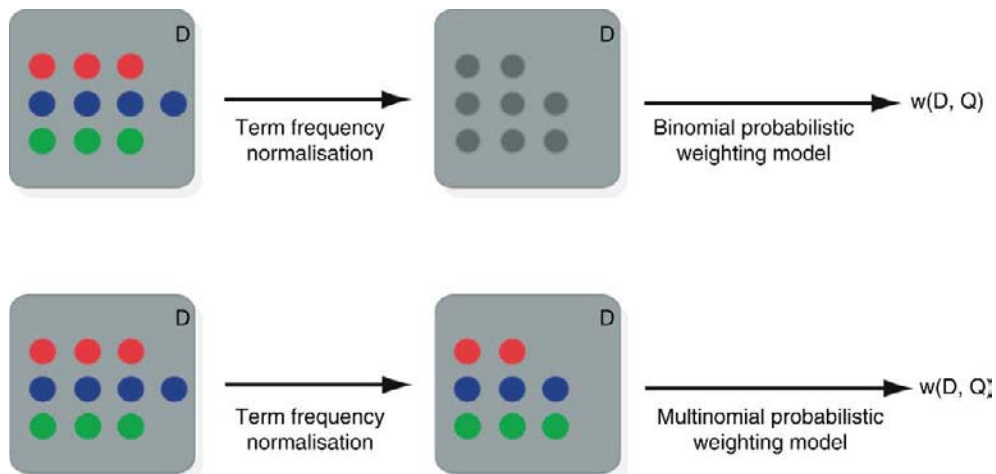 D
D
Term frequency
normalisation
Binomial probabilistic
weighting model
w(D, Q)
D
D
Term frequency
normalisation
Multinomial probabilistic
weighting model
w(D, Q)